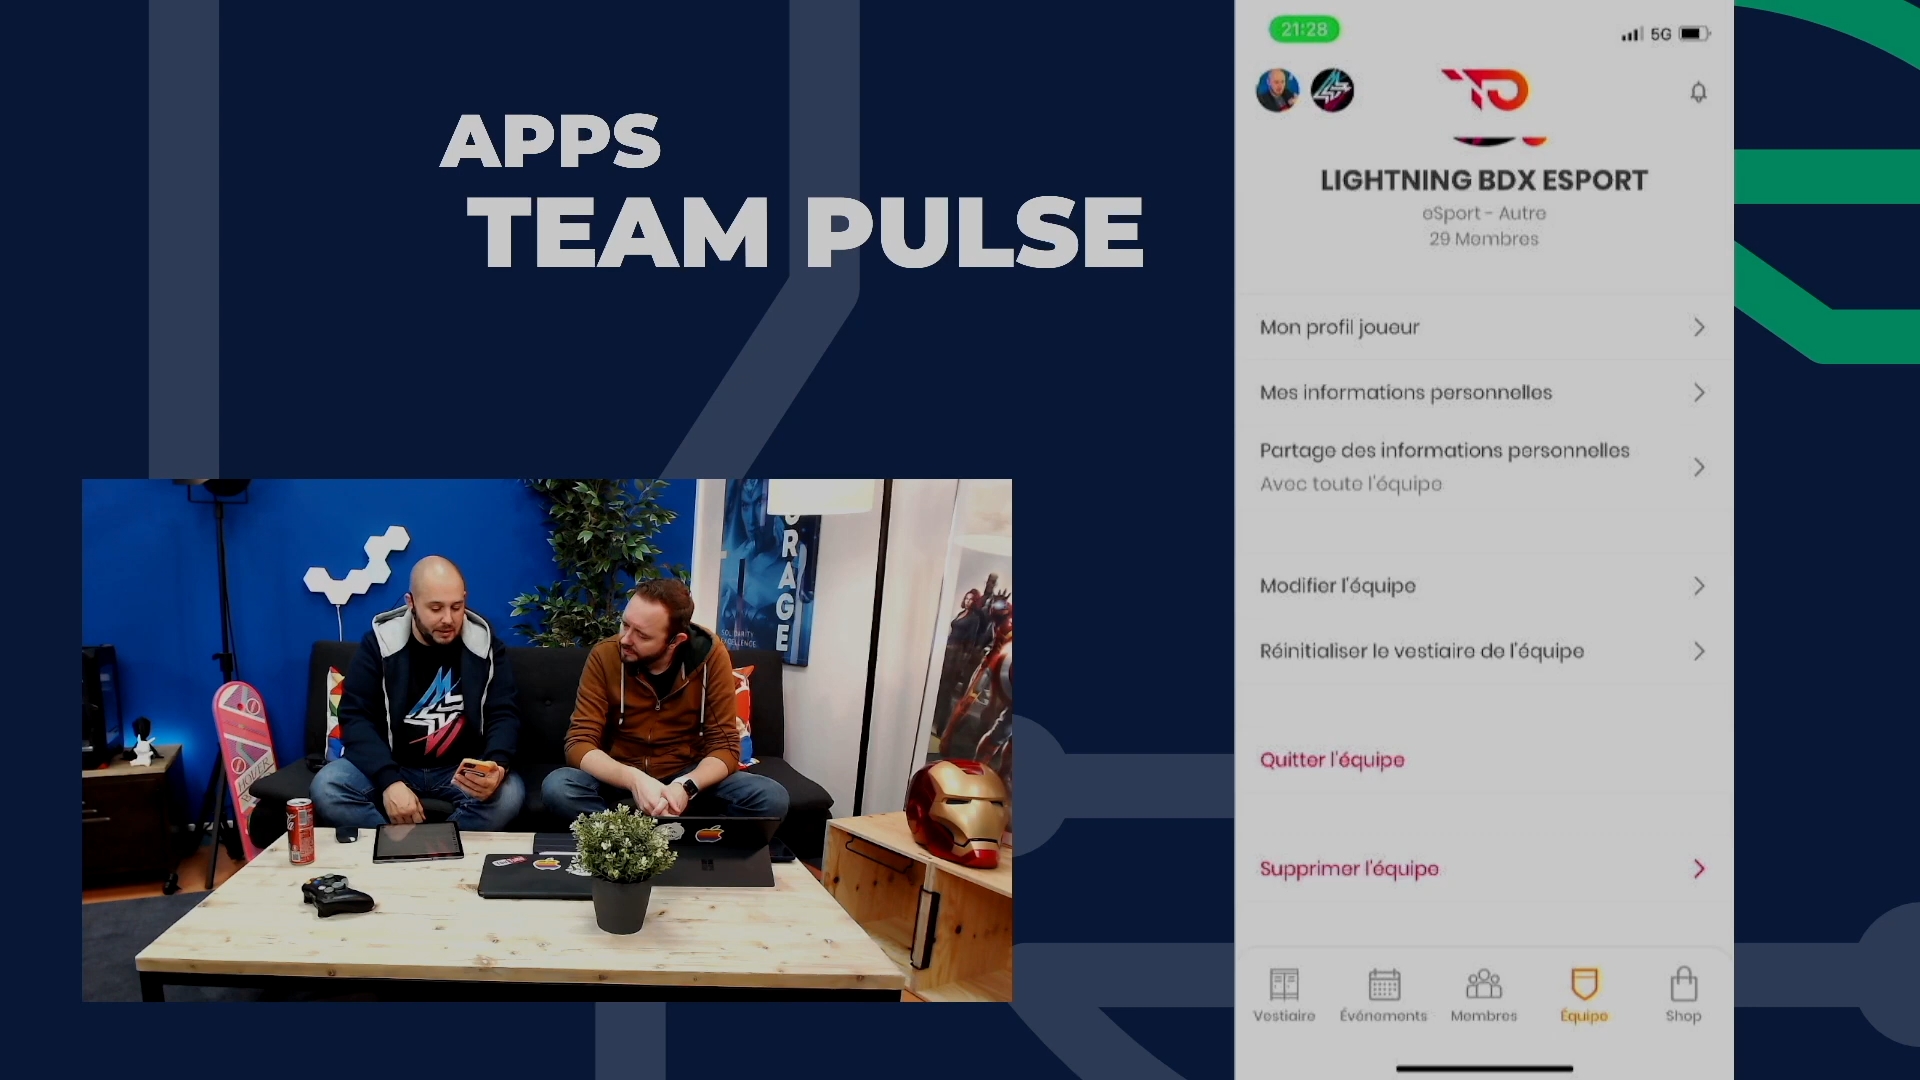 APPS
TEAM PULSE
21:28
5G
LIGHTNING BDX ESPORT
eSport - Autre
29 Membres
Mon profil joueur
Mes informations personnelles
Partage des informations personnelles
Avec toute l'équipe
Modifier l'équipe
Réinitialiser le vestiaire de l'équipe
Quitter l'équipe
Supprimer l'équipe
Vestiaire
Événements
Membres
Équipe
Shop
RAGE
HOVER